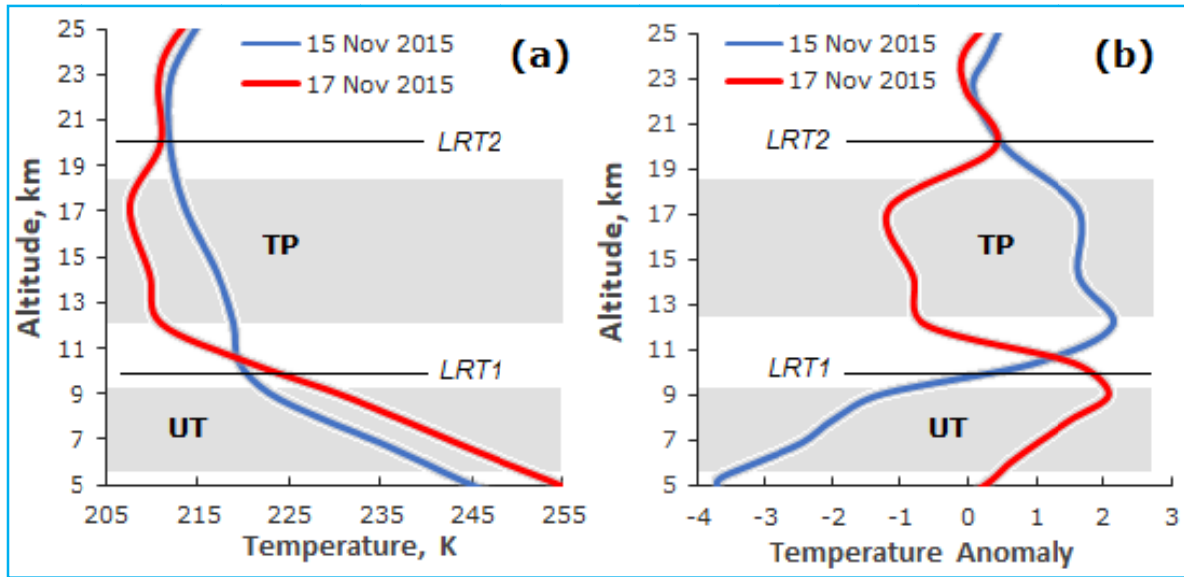 15 Nov 2015
17 Nov 2015
(a)
25
23
21
19
17
15
13
11
9
7
5
Altitude, km
LRT2
TP
LRT1
UT
205 215 225 235 245 255
Temperature, K
15 Nov 2015
17 Nov 2015
(b)
25
23
21
19
17
15
13
11
9
7
5
Altitude, km
LRT2
TP
LRT1
UT
-4 -3 -2 -1 0 1 2 3
Temperature Anomaly